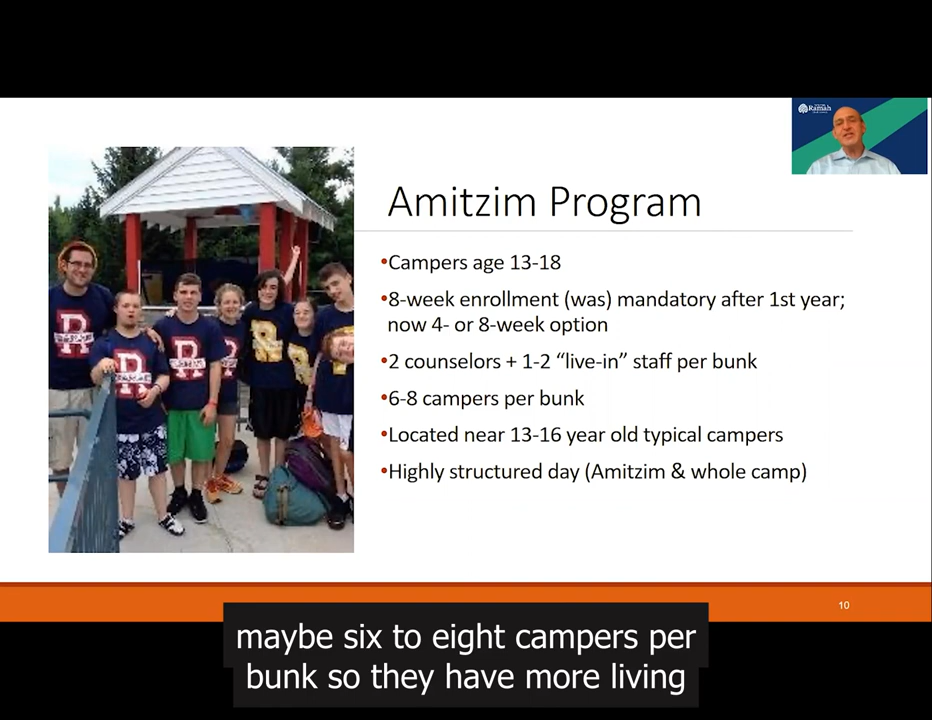 Ramah
Amitzim Program
•Campers age 13-18
•8-week enrollment (was) mandatory after 1st year;
now 4- or 8-week option
•2 counselors + 1-2 “live-in” staff per bunk
•6-8 campers per bunk
•Located near 13-16 year old typical campers
•Highly structured day (Amitzim & whole camp)
R
R
R
R
R
10
maybe six to eight campers per
bunk so they have more living